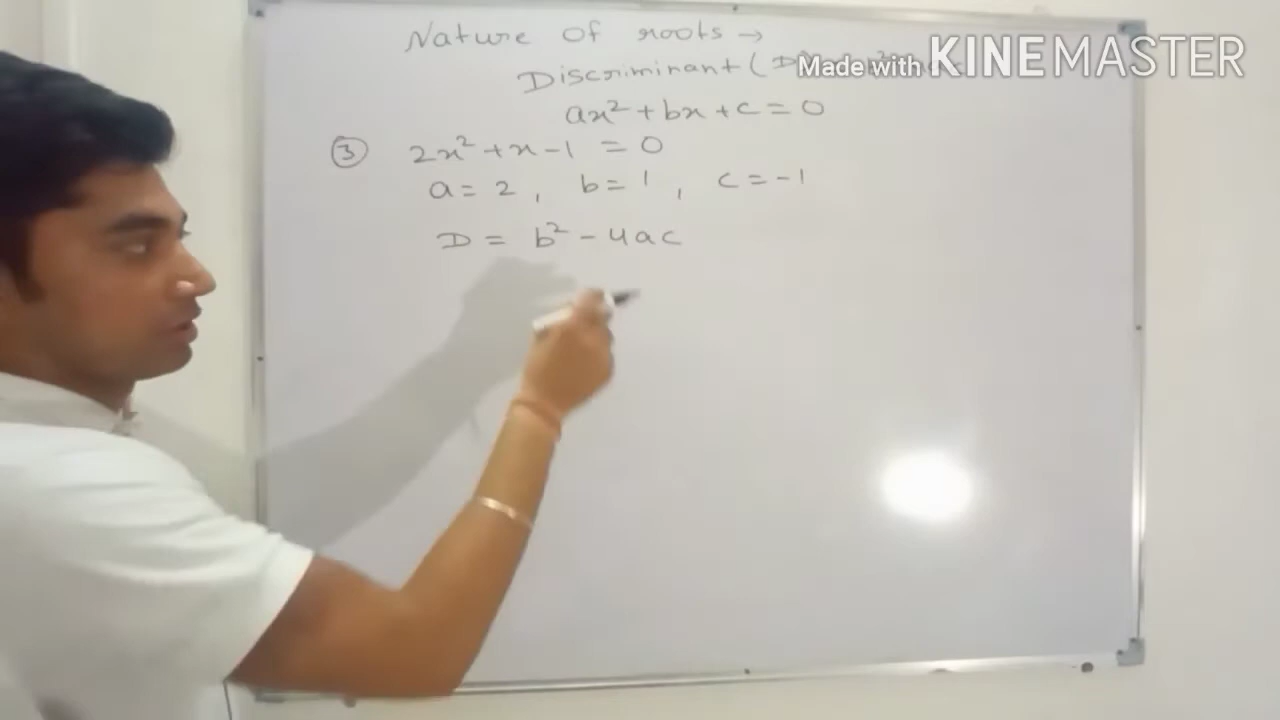 Nature of roots →
Discriminant (D
Made with KINEMASTER
ax² + bx + c = 0
③ 2x² + x - 1 = 0
a = 2 , b = 1 , c = -1
D = b² - 4ac